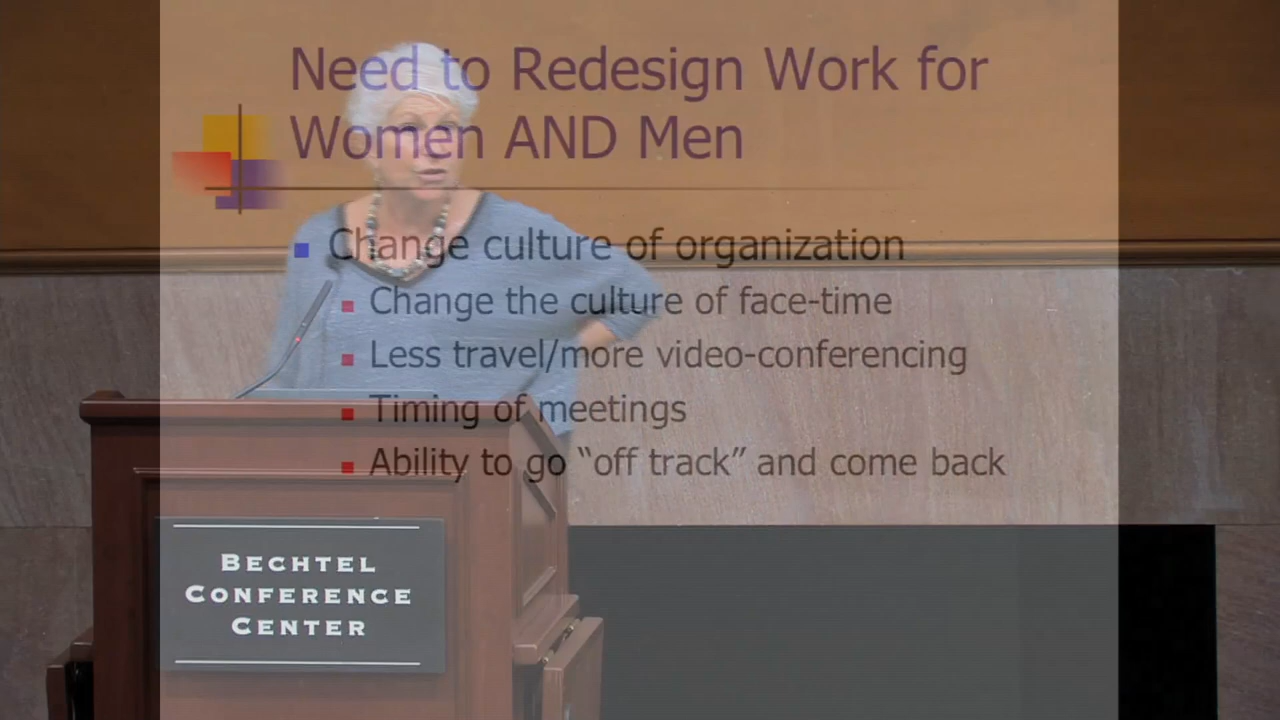 Need to Redesign Work for
Women AND Men
Change culture of organization
Change the culture of face-time
Less travel/more video-conferencing
Timing of meetings
Ability to go “off track” and come back
BECHTEL
CONFERENCE
CENTER